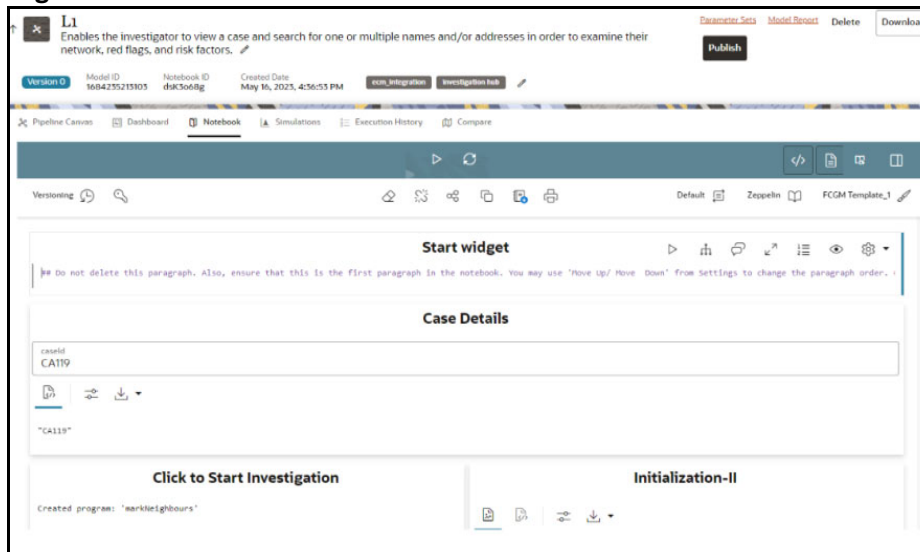 L1
Enables the investigator to view a case and search for one or multiple names and/or addresses in order to examine their
network, red flags, and risk factors.
Parameter Sets Model Report Delete Download
Publish
Version 0
Model ID
1684235213103
Notebook ID
Created Date
May 16, 2023, 4:36:53 PM
ecm_integration investigation hub
Pipeline Canvas Dashboard Notebook Simulations Execution History Compare
Versioning
Default Zeppelin FCGM Template_1
Start widget
## Do not delete this paragraph. Also, ensure that this is the first paragraph in the notebook. You may use 'Move Up/ Move Down' from Settings to change the paragraph order.
Case Details
caseid
CA119
"CA119"
Click to Start Investigation
Initialization-II
Created program: 'markNeighbours'